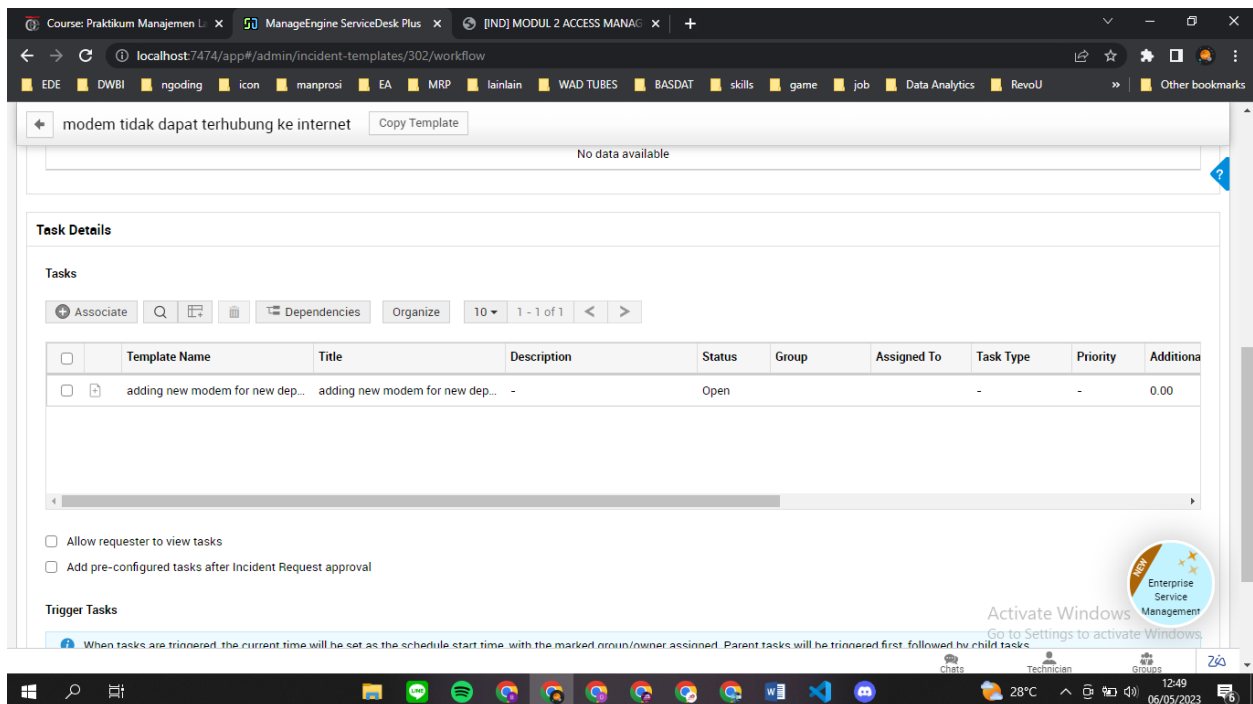 Course: Praktikum Manajemen La
ManageEngine ServiceDesk Plus
[IND] MODUL 2 ACCESS MANAG
localhost:7474/app#/admin/incident-templates/302/workflow
EDE DWBI ngoding icon manprosi EA MRP lainlain WAD TUBES BASDAT skills game job Data Analytics RevoU » Other bookmarks
modem tidak dapat terhubung ke internet Copy Template
No data available
?
Task Details
Tasks
Associate Dependencies Organize 10 1 - 1 of 1 < >
Template Name Title Description Status Group Assigned To Task Type Priority Additiona
adding new modem for new dep... adding new modem for new dep... - Open - - 0.00
Allow requester to view tasks
Add pre-configured tasks after Incident Request approval
NEW
Enterprise
Service
Management
Trigger Tasks
Activate Windows
Go to Settings to activate Windows.
When tasks are triggered, the current time will be set as the schedule start time, with the marked group/owner assigned. Parent tasks will be triggered first, followed by child tasks.
Chats Technician Groups
28°C 12:49
06/05/2023
6